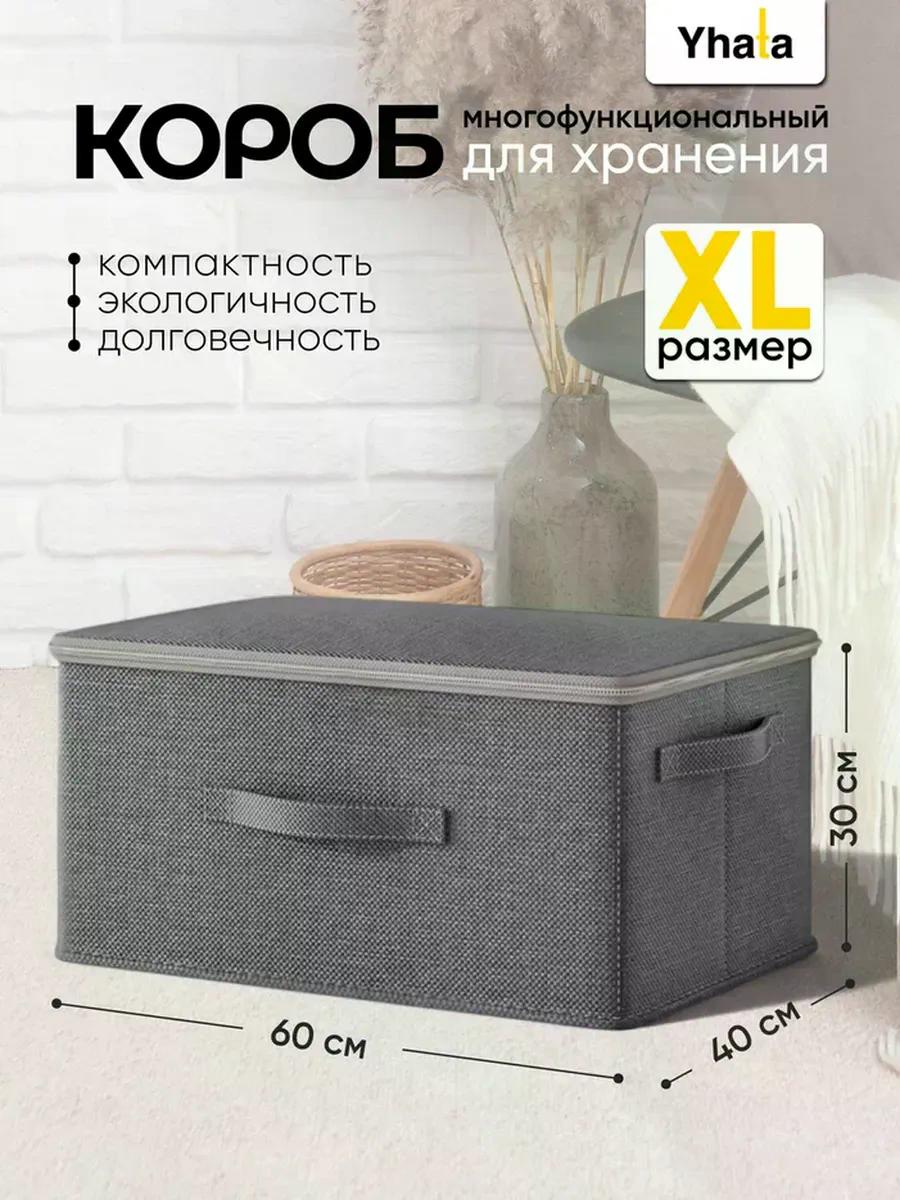 Yhata
КОРОБ
многофункциональный
для хранения
компактность
экологичность
долговечность
XL
размер
30 см
60 см
40 см